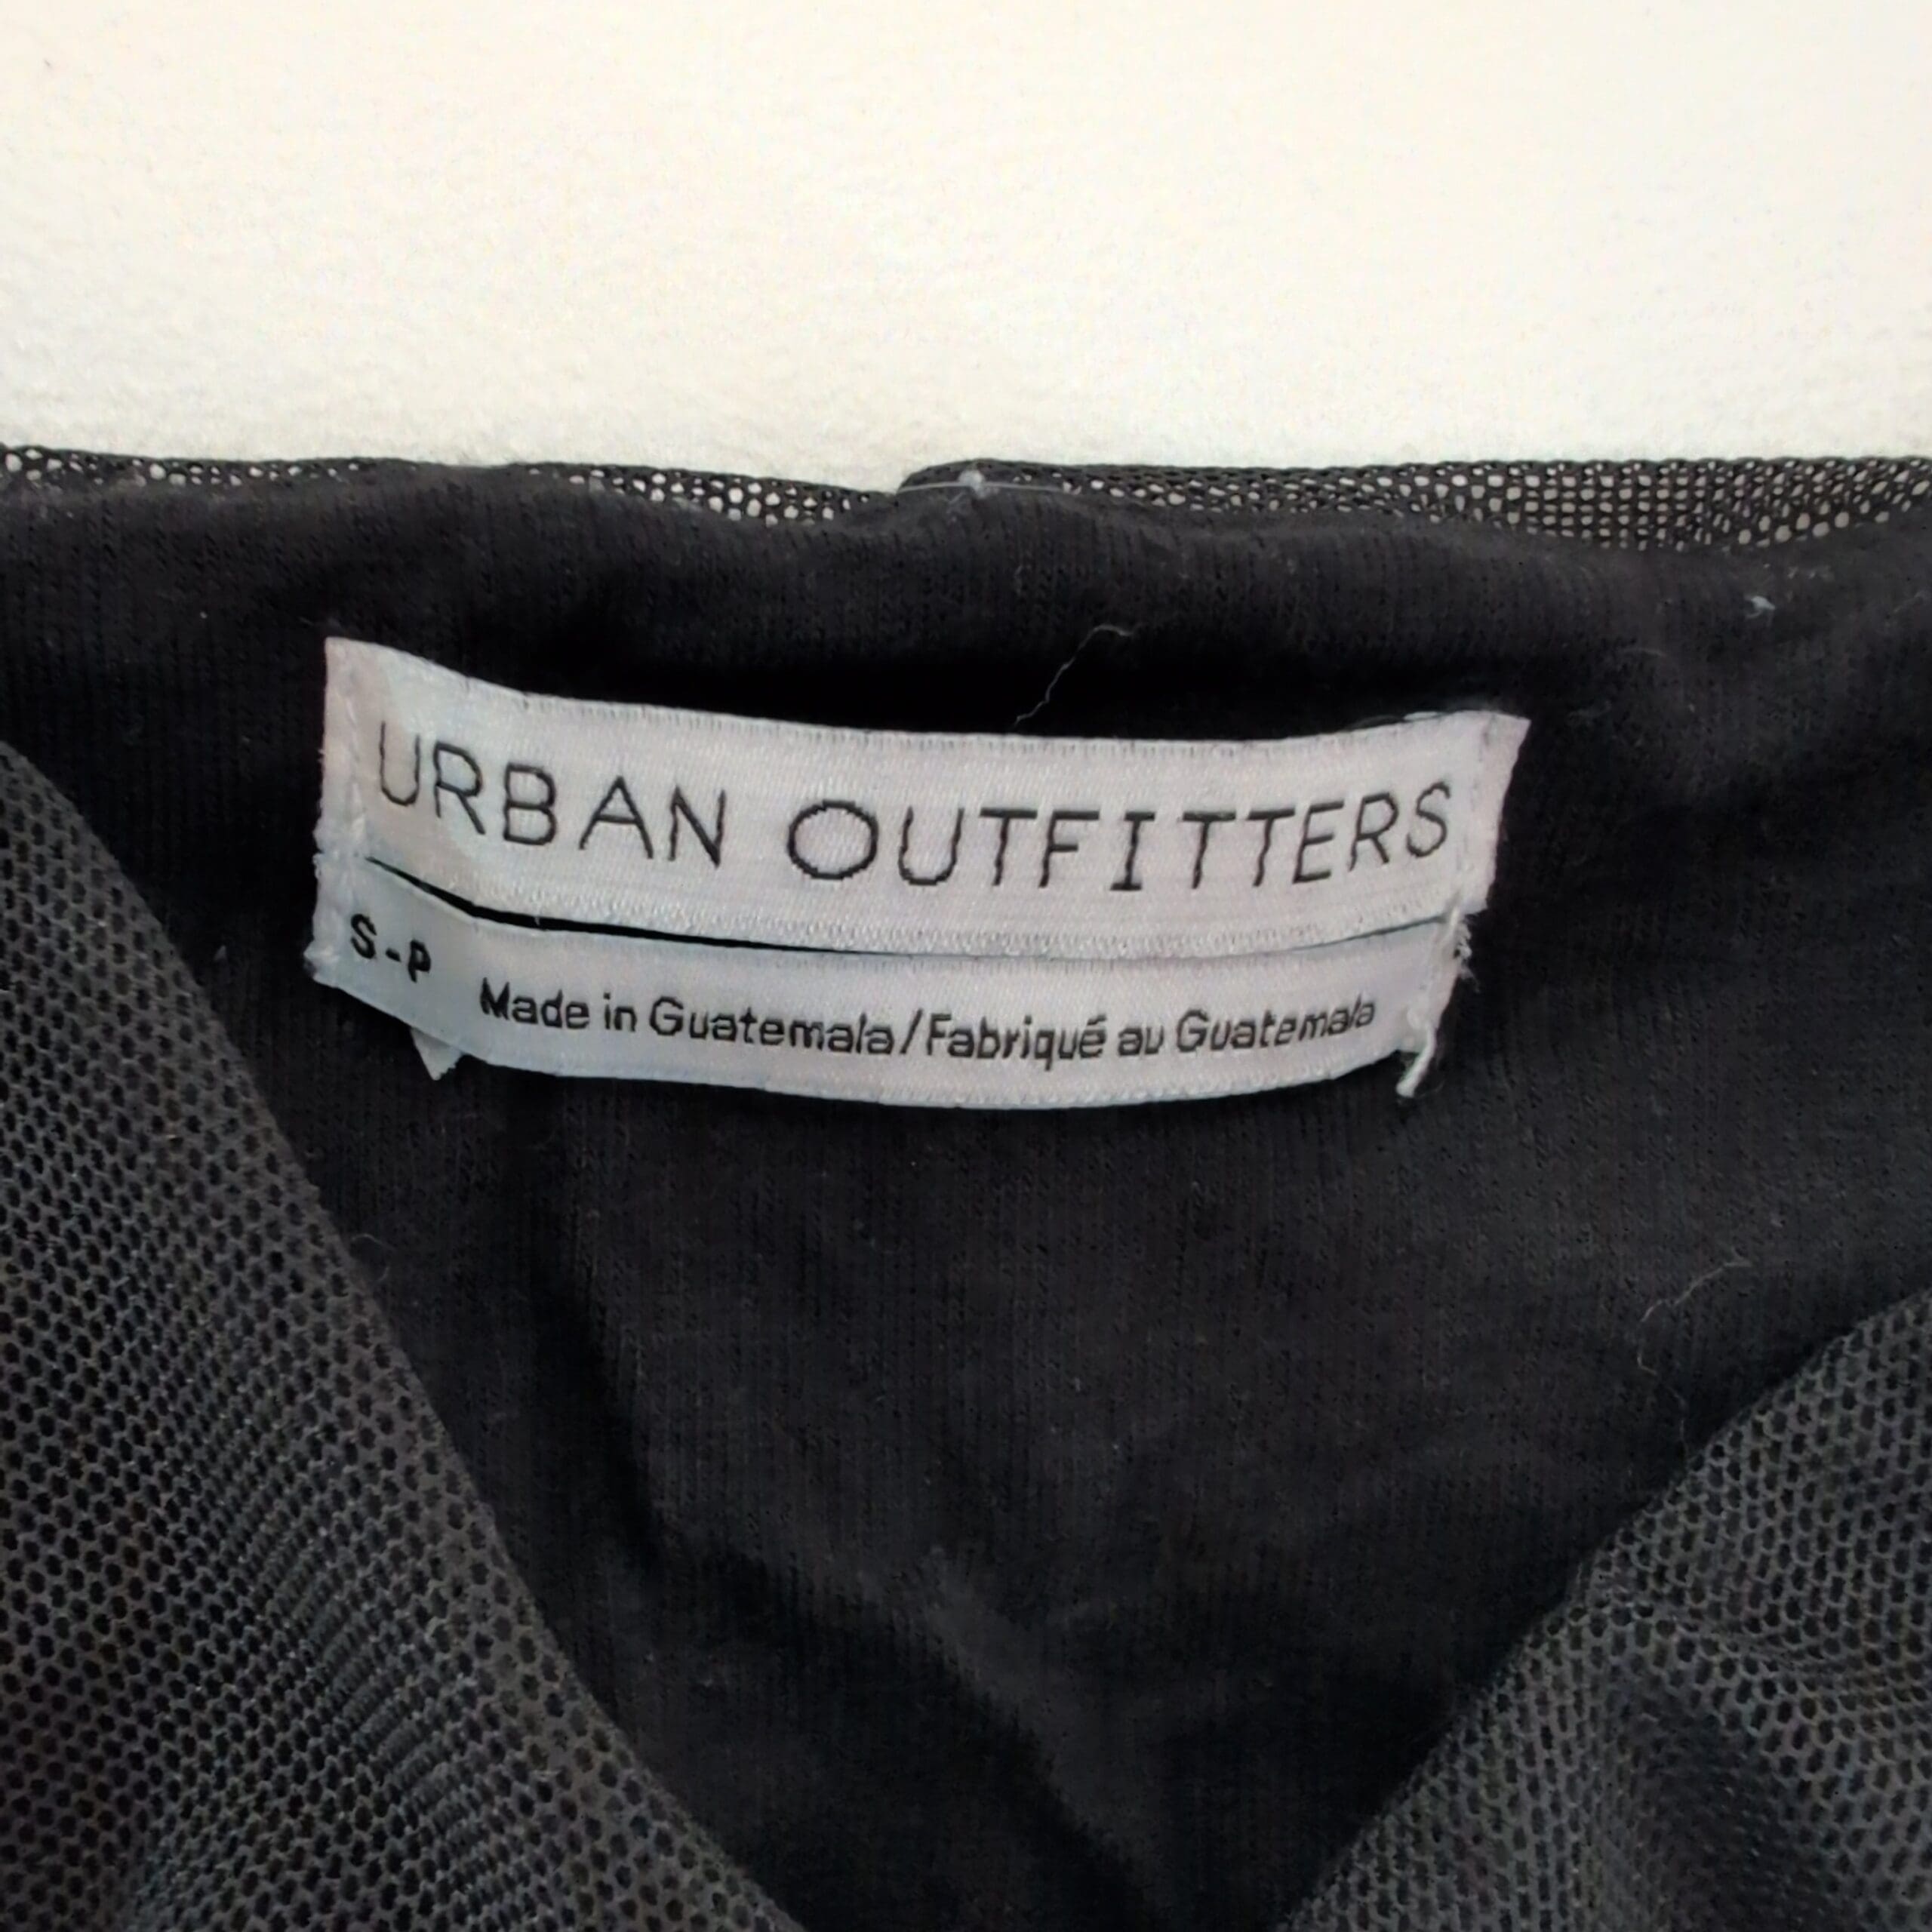 URBAN OUTFITTERS
S-P Made in Guatemala/Fabriqué au Guatemala